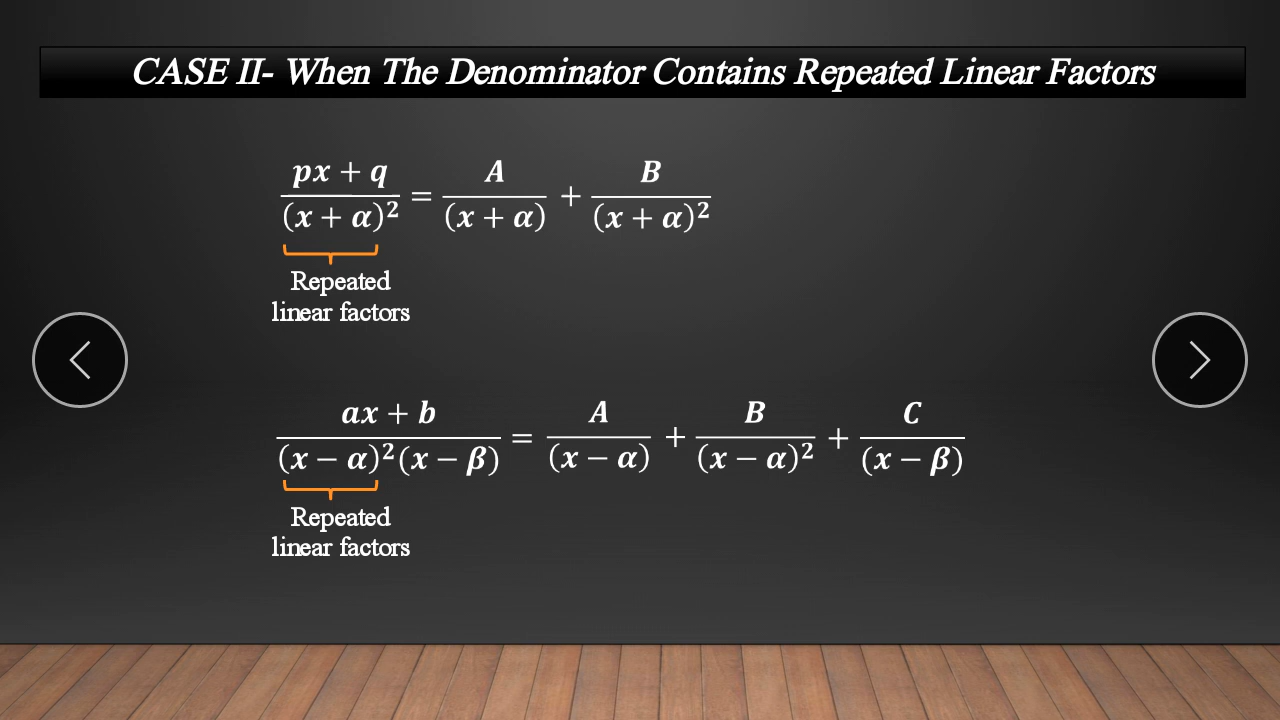 CASE II- When The Denominator Contains Repeated Linear Factors
px + q / (x + α)² = A / (x + α) + B / (x + α)²
Repeated
linear factors
ax + b / (x − α)²(x − β) = A / (x − α) + B / (x − α)² + C / (x − β)
Repeated
linear factors